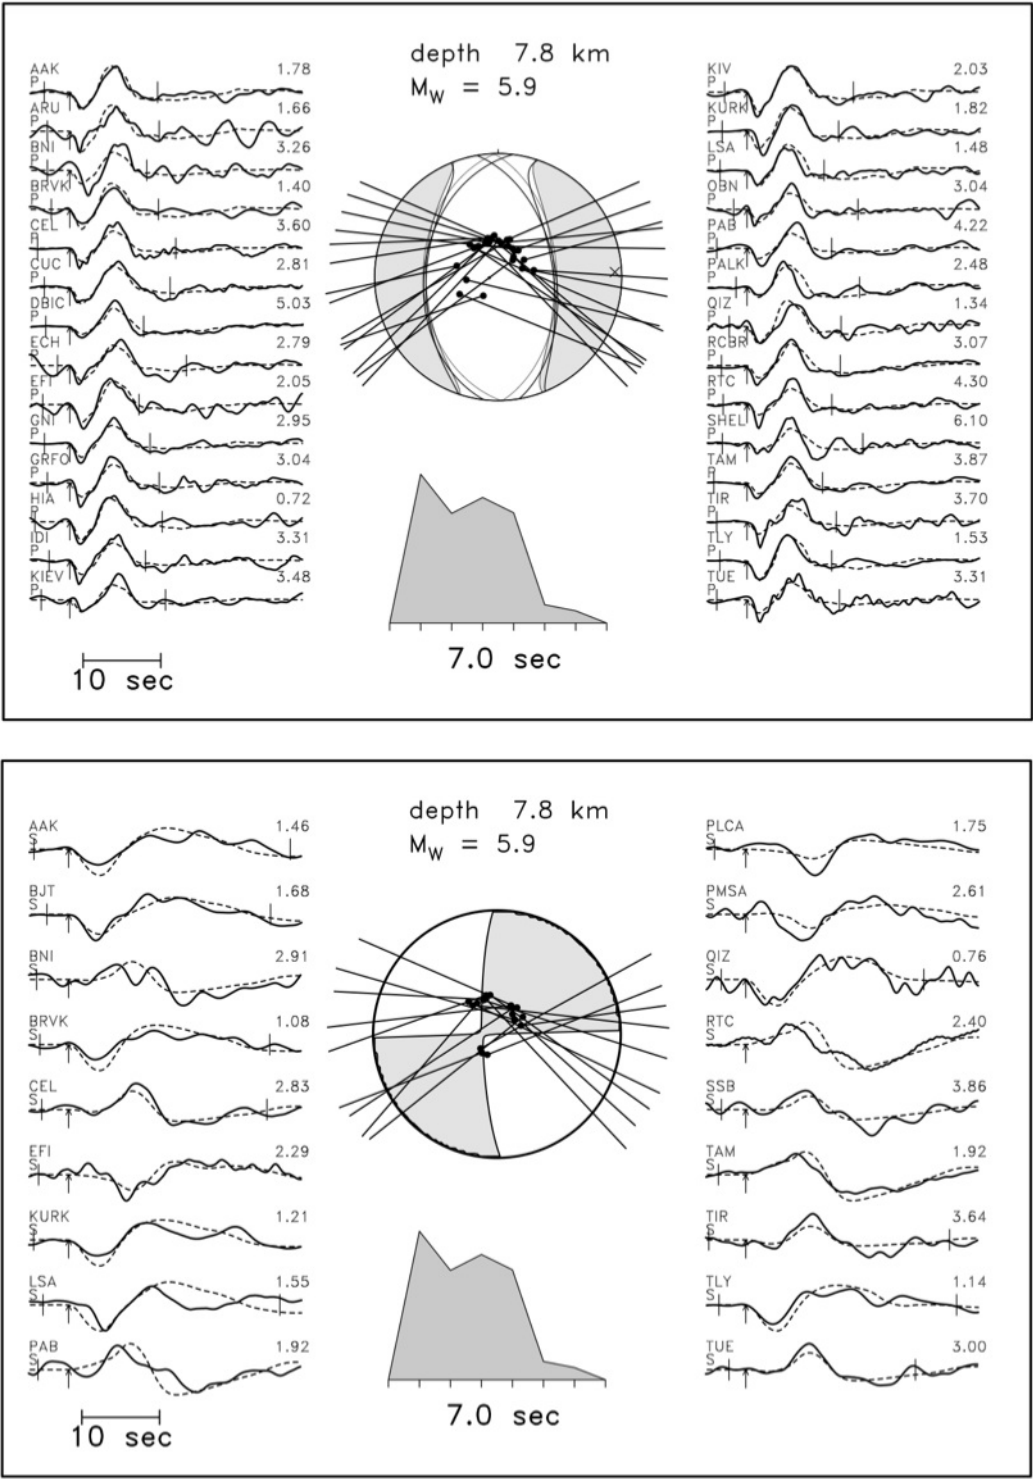 depth 7.8 km
M_W = 5.9
AAK 1.78
P
ARU 1.66
P
BNI 3.26
P
BRVK 1.40
P
CEL 3.60
P
CUC 2.81
P
DBIC 5.03
P
ECH 2.79
P
EFI 2.05
P
GNI 2.95
P
GRFO 3.04
P
HIA 0.72
P
IDI 3.31
P
KIEV 3.48
P
10 sec
7.0 sec
KIV 2.03
P
KURK 1.82
P
LSA 1.48
P
OBN 3.04
P
PAB 4.22
P
PALK 2.48
P
QIZ 1.34
P
RCBR 3.07
P
RTC 4.30
P
SHEL 6.10
P
TAM 3.87
P
TIR 3.70
P
TLY 1.53
P
TUE 3.31
P
depth 7.8 km
M_W = 5.9
AAK 1.46
S
BJT 1.68
S
BNI 2.91
S
BRVK 1.08
S
CEL 2.83
S
EFI 2.29
S
KURK 1.21
S
LSA 1.55
S
PAB 1.92
S
10 sec
7.0 sec
PLCA 1.75
S
PMSA 2.61
S
QIZ 0.76
S
RTC 2.40
S
SSB 3.86
S
TAM 1.92
S
TIR 3.64
S
TLY 1.14
S
TUE 3.00
S